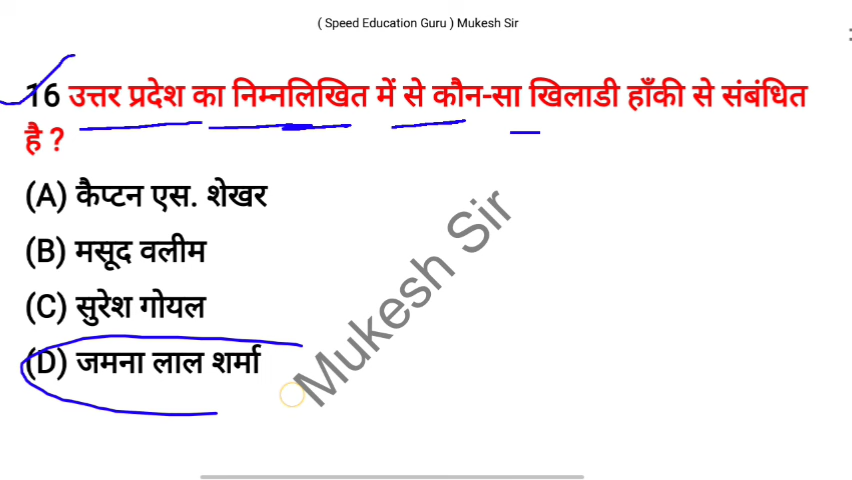 ( Speed Education Guru ) Mukesh Sir
16 उत्तर प्रदेश का निम्नलिखित में से कौन-सा खिलाडी हाँकी से संबंधित
है ?
(A) कैप्टन एस. शेखर
(B) मसूद वलीम
(C) सुरेश गोयल
(D) जमना लाल शर्मा
Mukesh Sir